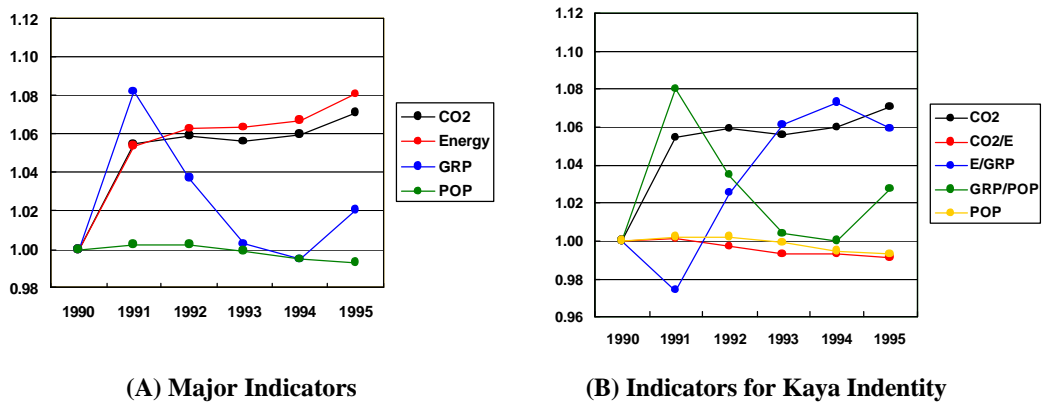 1.12
1.10
1.08
1.06
1.04
1.02
1.00
0.98
1990 1991 1992 1993 1994 1995
CO2
Energy
GRP
POP
(A) Major Indicators
1.12
1.10
1.08
1.06
1.04
1.02
1.00
0.98
0.96
1990 1991 1992 1993 1994 1995
CO2
CO2/E
E/GRP
GRP/POP
POP
(B) Indicators for Kaya Indentity